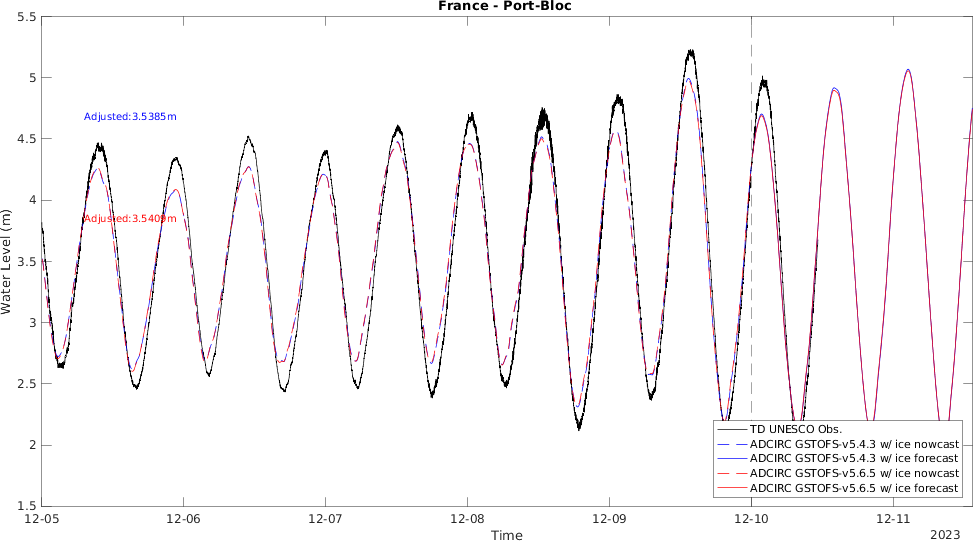 France - Port-Bloc
5.5
5
4.5
4
3.5
3
2.5
2
1.5
Water Level (m)
Adjusted:3.5385m
Adjusted:3.5409m
TD UNESCO Obs.
ADCIRC GSTOFS-v5.4.3 w/ ice nowcast
ADCIRC GSTOFS-v5.4.3 w/ ice forecast
ADCIRC GSTOFS-v5.6.5 w/ ice nowcast
ADCIRC GSTOFS-v5.6.5 w/ ice forecast
12-05 12-06 12-07 12-08 12-09 12-10 12-11
Time
2023